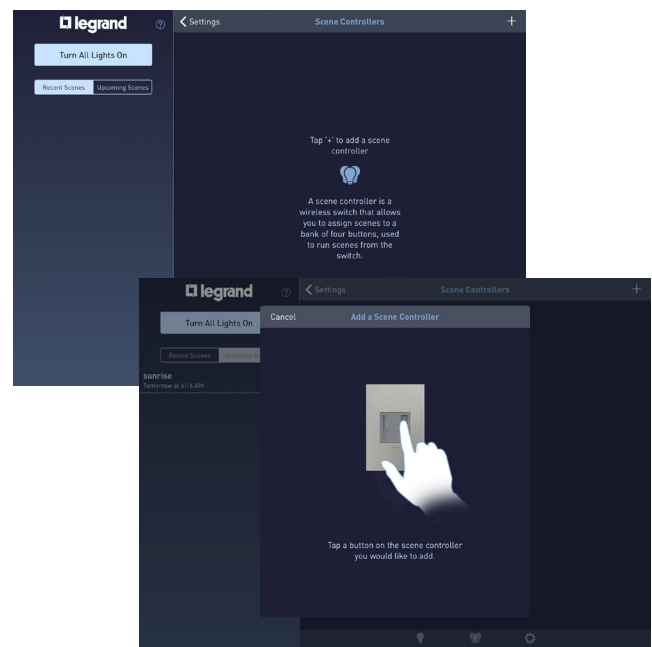 legrand
?
Settings
Scene Controllers
+
Turn All Lights On
Recent Scenes
Upcoming Scenes
Tap '+' to add a scene
controller
A scene controller is a
wireless switch that allows
you to assign scenes to a
bank of four buttons, used
to run scenes from the
switch.
legrand
?
Settings
Scene Controllers
+
Turn All Lights On
Cancel
Add a Scene Controller
Recent Scenes
Upcoming Sc
sunrise
Tomorrow at 6:16 AM
Tap a button on the scene controller
you would like to add.